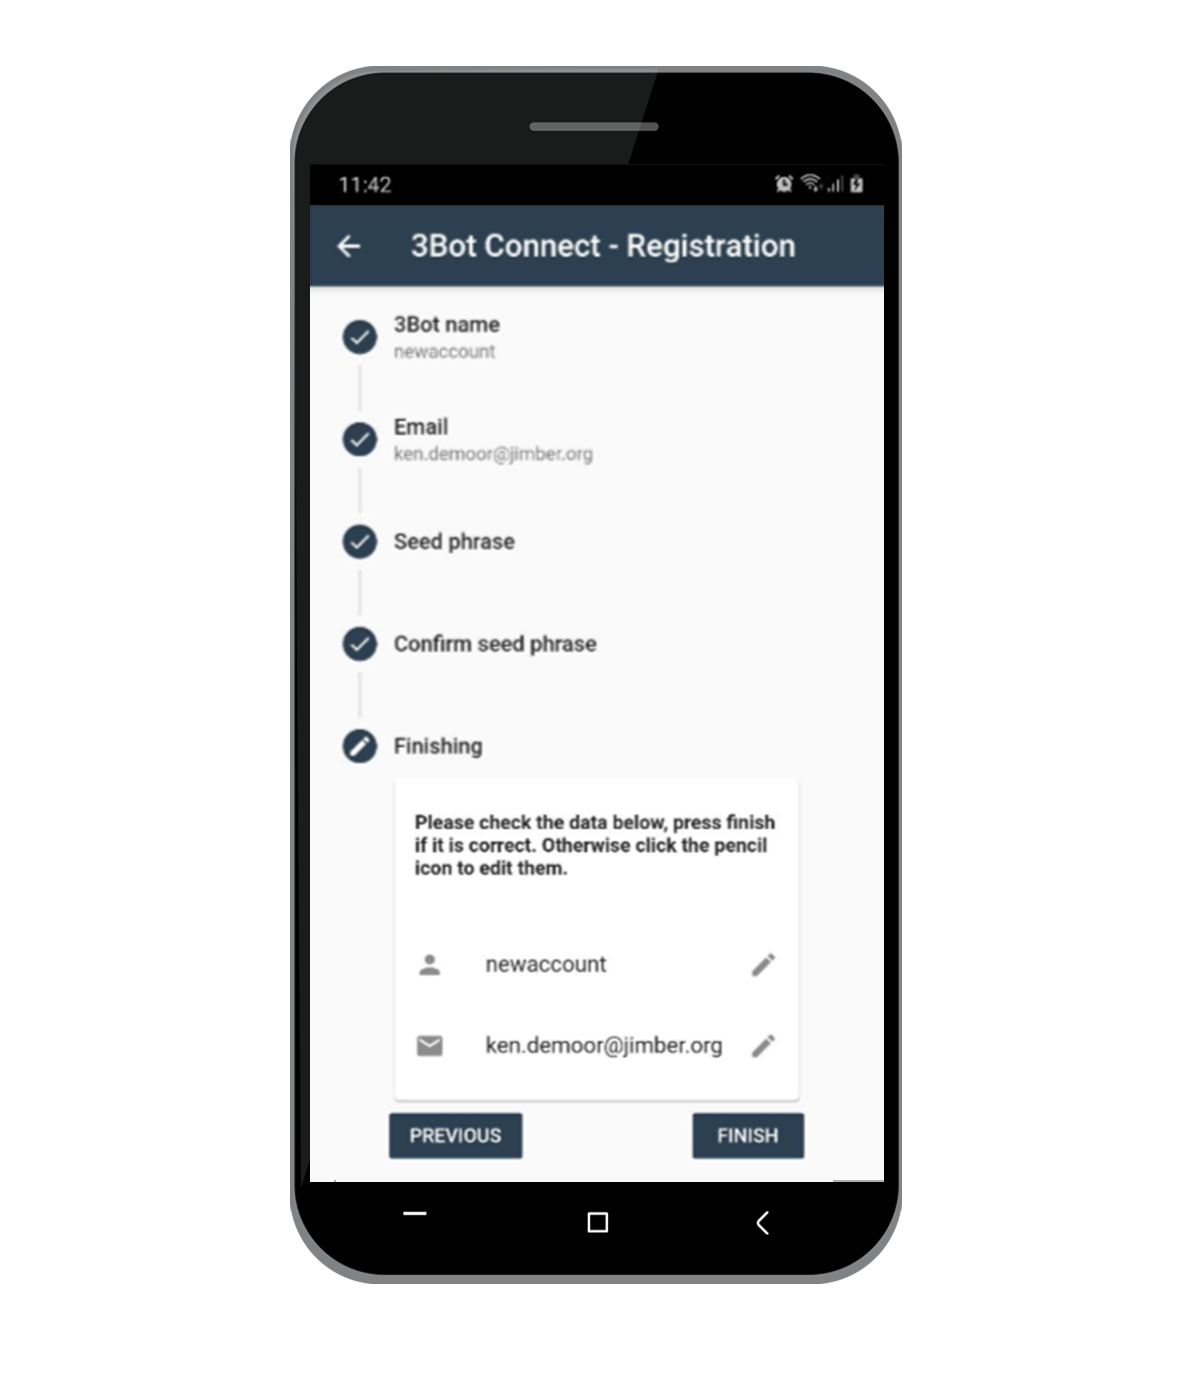 11:42
3Bot Connect - Registration
3Bot name
newaccount
Email
ken.demoor@jimber.org
Seed phrase
Confirm seed phrase
Finishing
Please check the data below, press finish
if it is correct. Otherwise click the pencil
icon to edit them.
newaccount
ken.demoor@jimber.org
PREVIOUS
FINISH